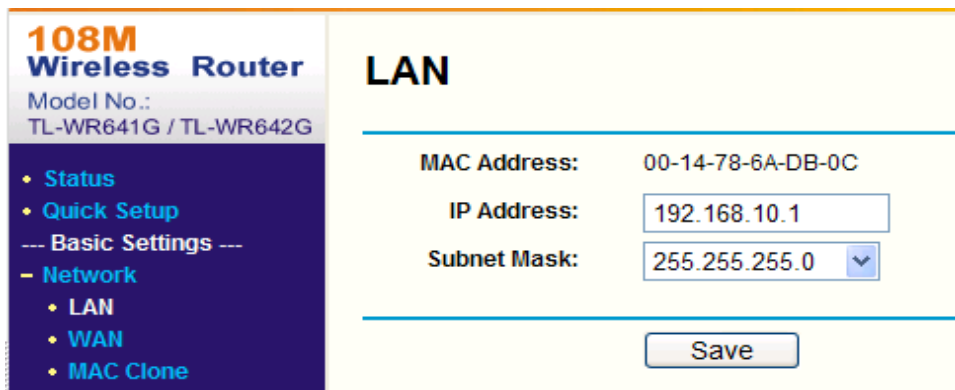 108M
Wireless Router
Model No.:
TL-WR641G / TL-WR642G
• Status
• Quick Setup
--- Basic Settings ---
– Network
• LAN
• WAN
• MAC Clone
LAN
MAC Address: 00-14-78-6A-DB-0C
IP Address: 192.168.10.1
Subnet Mask: 255.255.255.0
Save